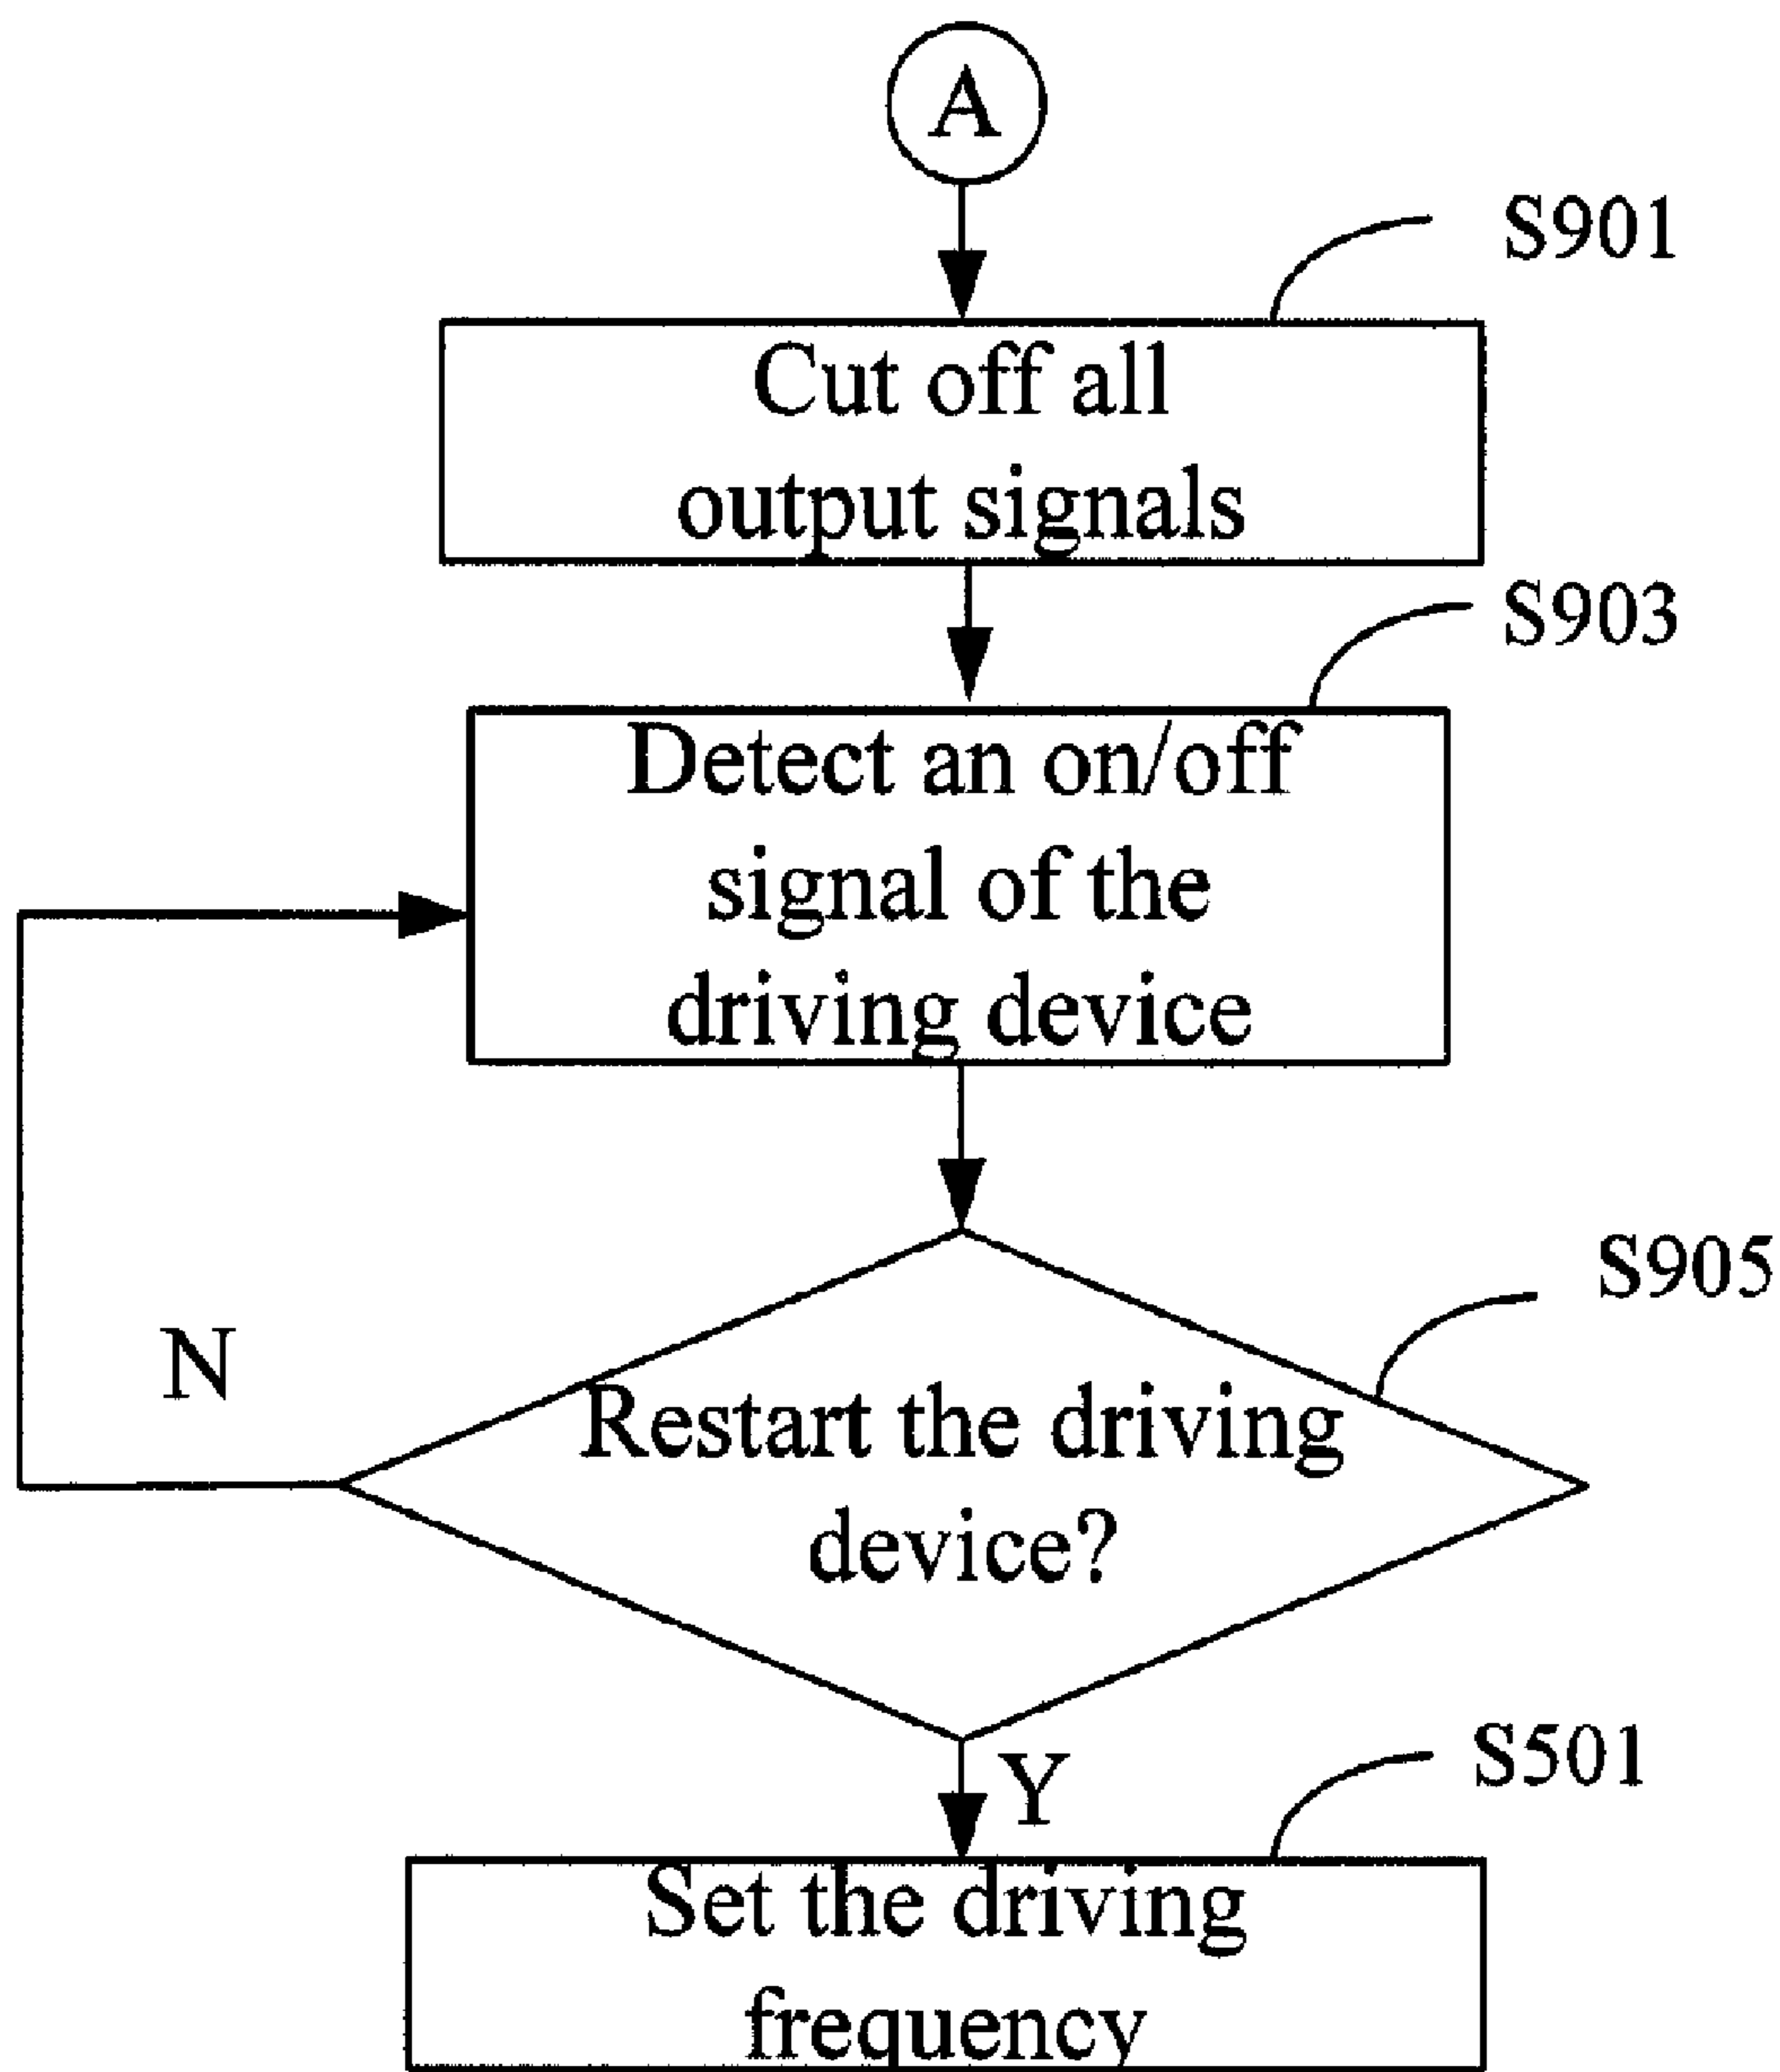 A
S901
Cut off all
output signals
S903
Detect an on/off
signal of the
driving device
S905
N
Restart the driving
device?
Y
S501
Set the driving
frequency